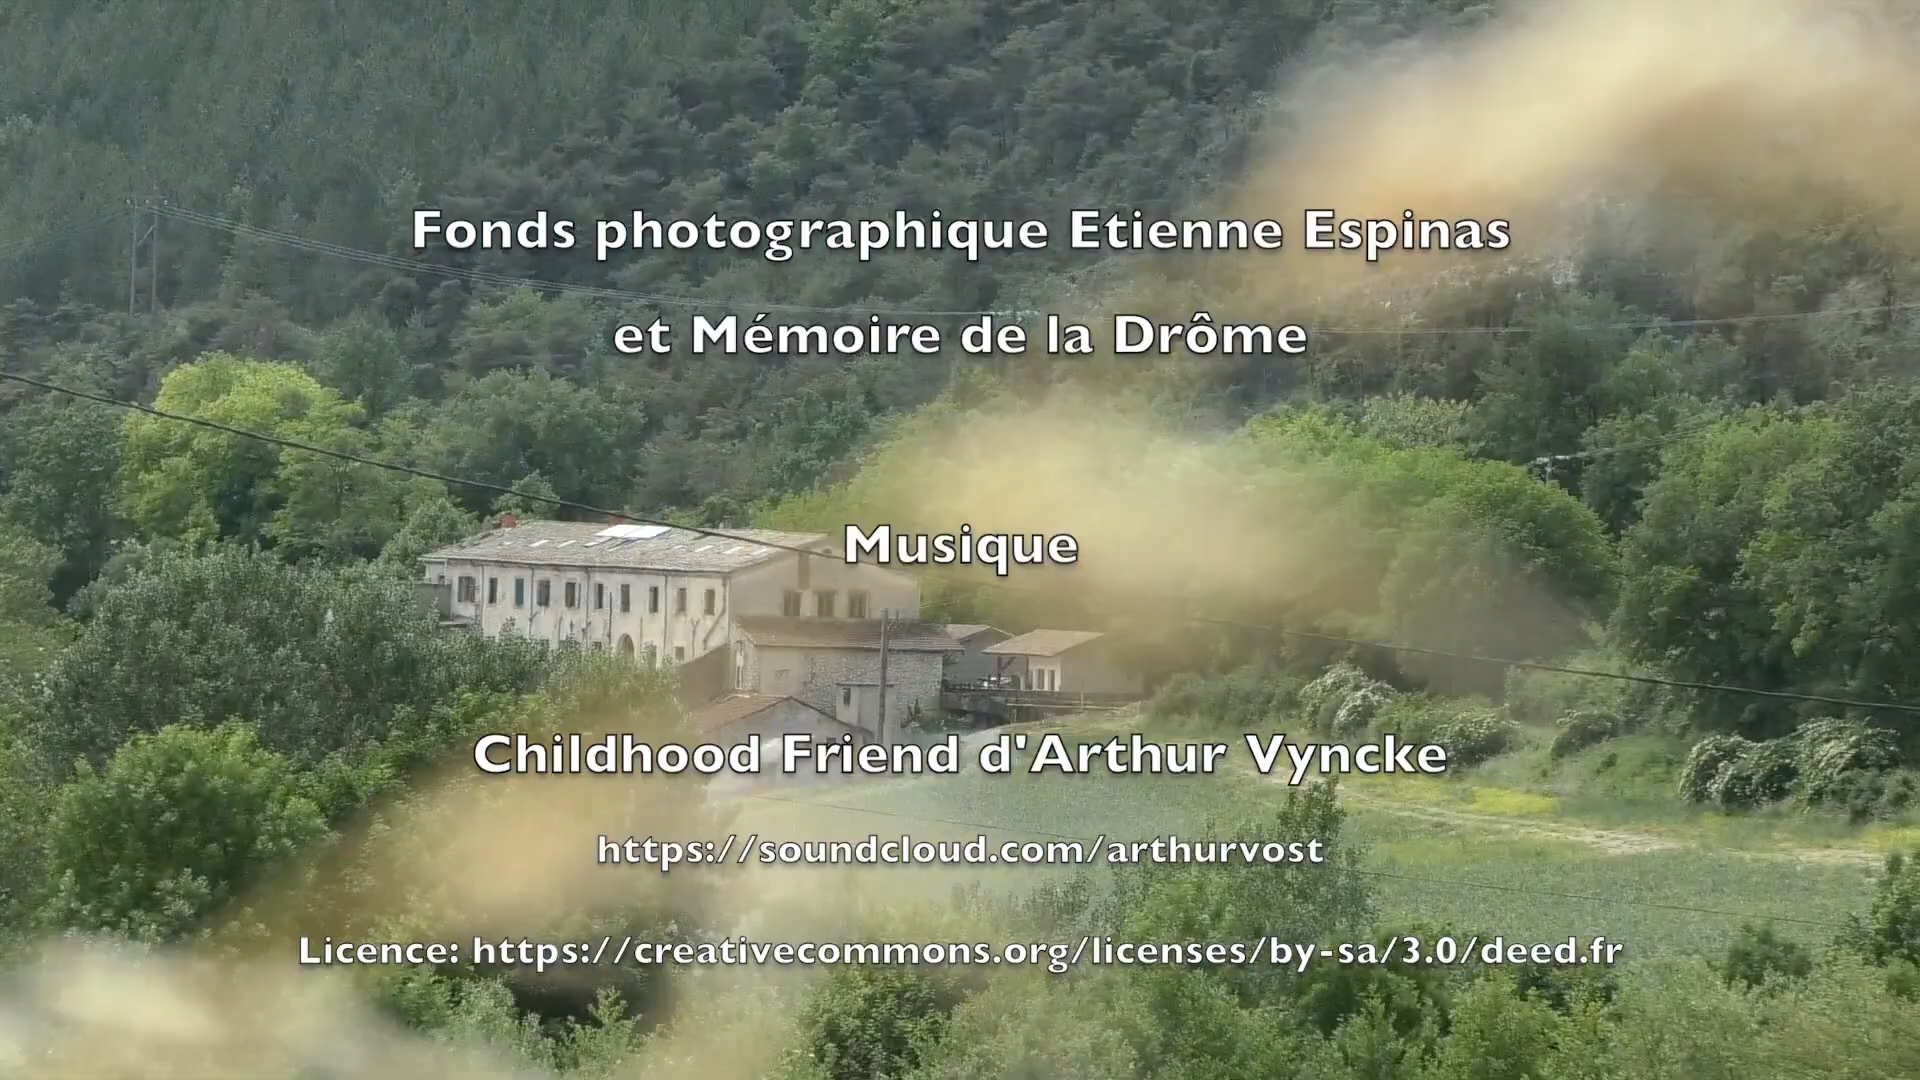 Fonds photographique Etienne Espinas
et Mémoire de la Drôme
Musique
Childhood Friend d'Arthur Vyncke
https://soundcloud.com/arthurvost
Licence: https://creativecommons.org/licenses/by-sa/3.0/deed.fr